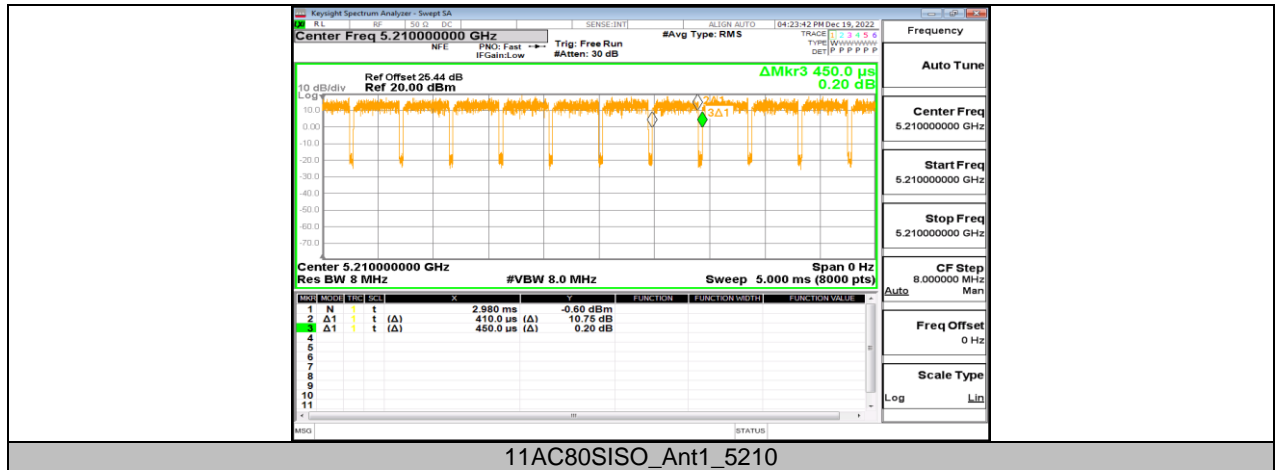 Keysight Spectrum Analyzer - Swept SA
RL RF 50 Ω DC SENSE:INT ALIGN AUTO 04:23:42 PM Dec 19, 2022
Center Freq 5.210000000 GHz #Avg Type: RMS TRACE 1 2 3 4 5 6
NFE PNO: Fast Trig: Free Run TYPE WWWWWW
IFGain:Low #Atten: 30 dB DET P P P P P P
ΔMkr3 450.0 µs
0.20 dB
Ref Offset 25.44 dB
10 dB/div Ref 20.00 dBm
Log
10.0
0.00
-10.0
-20.0
-30.0
-40.0
-50.0
-60.0
-70.0
2Δ1
3Δ1
Center 5.210000000 GHz Span 0 Hz
Res BW 8 MHz #VBW 8.0 MHz Sweep 5.000 ms (8000 pts)
MKR MODE TRC SCL X Y FUNCTION FUNCTION WIDTH FUNCTION VALUE
1 N 1 t 2.980 ms -0.60 dBm
2 Δ1 1 t (Δ) 410.0 µs (Δ) 10.75 dB
3 Δ1 1 t (Δ) 450.0 µs (Δ) 0.20 dB
4
5
6
7
8
9
10
11
MSG STATUS
Frequency
Auto Tune
Center Freq
5.210000000 GHz
Start Freq
5.210000000 GHz
Stop Freq
5.210000000 GHz
CF Step
8.000000 MHz
Auto Man
Freq Offset
0 Hz
Scale Type
Log Lin
11AC80SISO_Ant1_5210